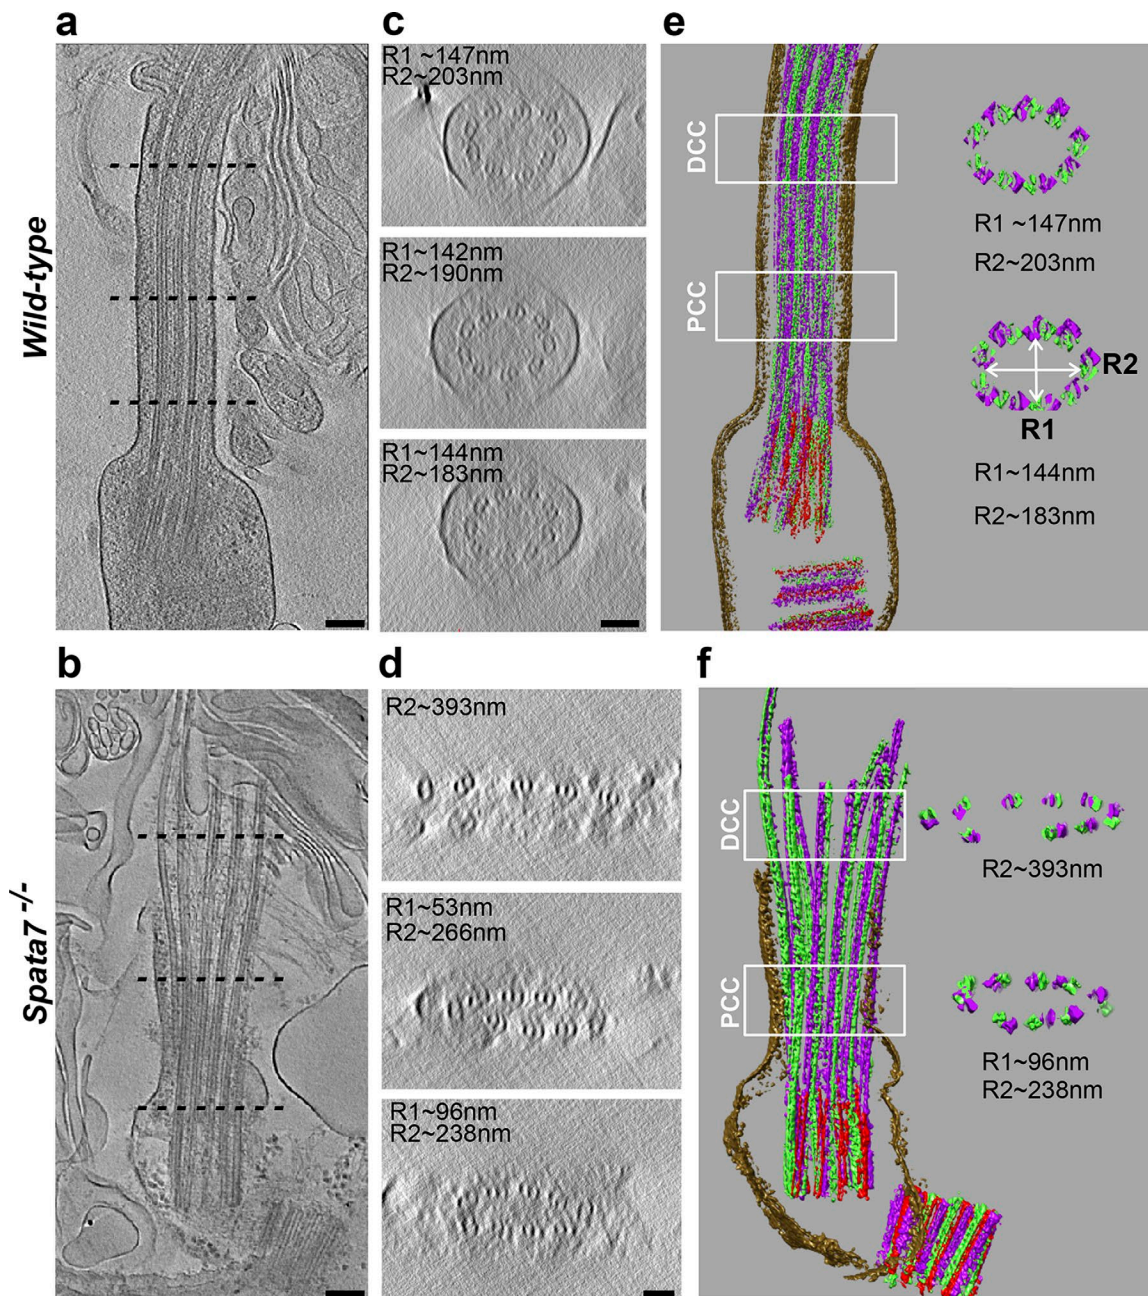 a
c
e
Wild-type
R1 ~147nm
R2~203nm
R1~142nm
R2~190nm
R1~144nm
R2~183nm
DCC
PCC
R1 ~147nm
R2~203nm
R2
R1
R1~144nm
R2~183nm
b
d
f
Spata7 -/-
R2~393nm
R1~53nm
R2~266nm
R1~96nm
R2~238nm
DCC
PCC
R2~393nm
R1~96nm
R2~238nm